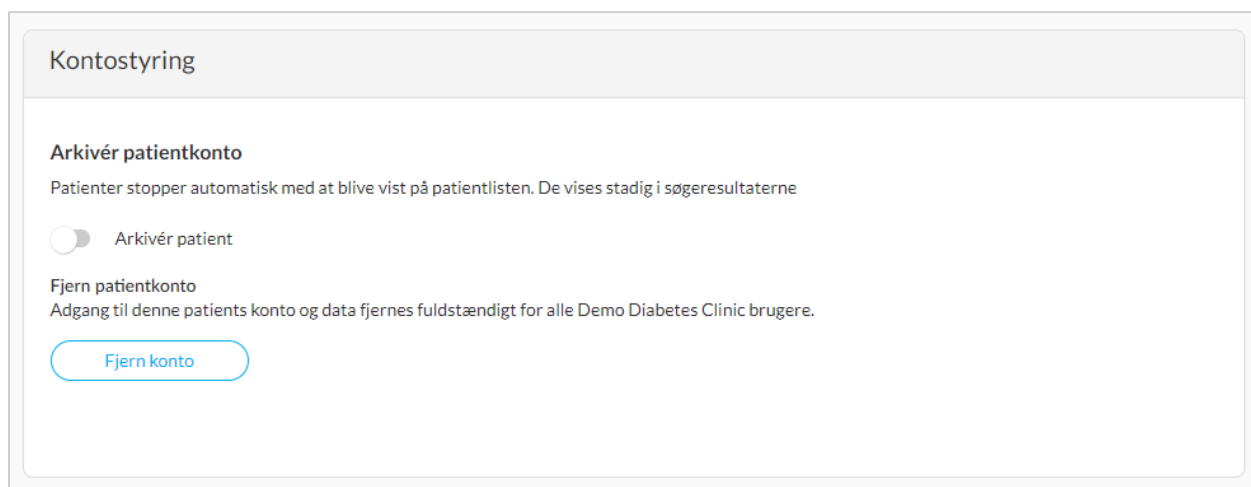 Kontostyring
Arkivér patientkonto
Patienter stopper automatisk med at blive vist på patientlisten. De vises stadig i søgeresultaterne
Arkivér patient
Fjern patientkonto
Adgang til denne patients konto og data fjernes fuldstændigt for alle Demo Diabetes Clinic brugere.
Fjern konto